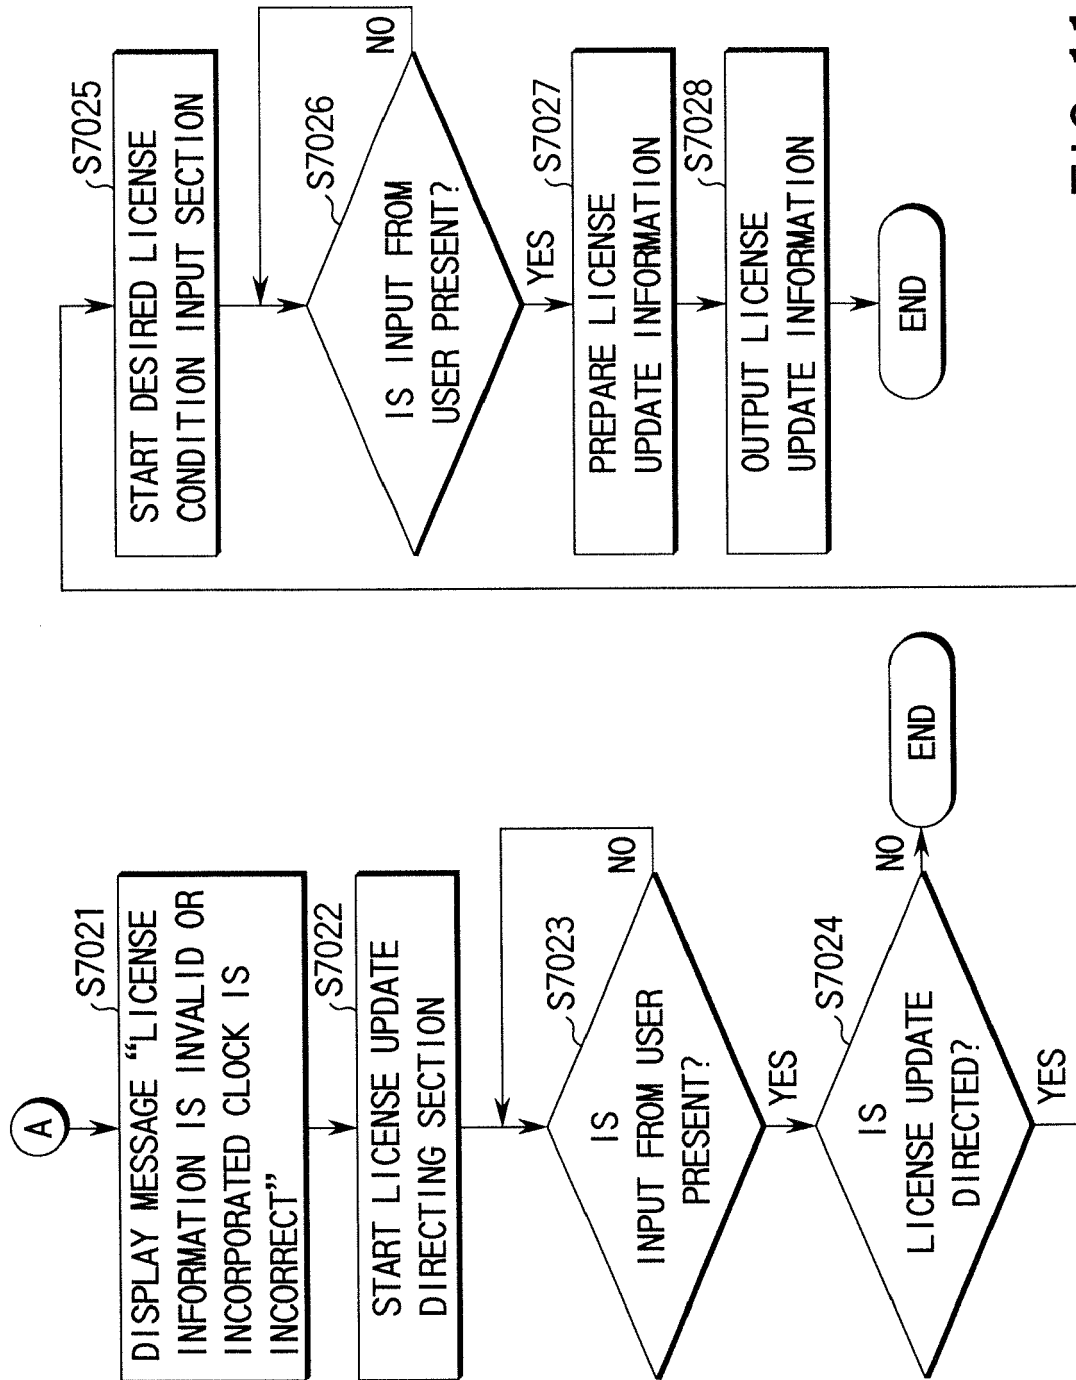 A
S7021
DISPLAY MESSAGE “LICENSE
INFORMATION IS INVALID OR
INCORPORATED CLOCK IS
INCORRECT”
S7022
START LICENSE UPDATE
DIRECTING SECTION
S7023
IS
INPUT FROM USER
PRESENT?
NO
YES
S7024
IS
LICENSE UPDATE
DIRECTED?
NO
END
YES
S7025
START DESIRED LICENSE
CONDITION INPUT SECTION
S7026
IS INPUT FROM
USER PRESENT?
NO
YES
S7027
PREPARE LICENSE
UPDATE INFORMATION
S7028
OUTPUT LICENSE
UPDATE INFORMATION
END